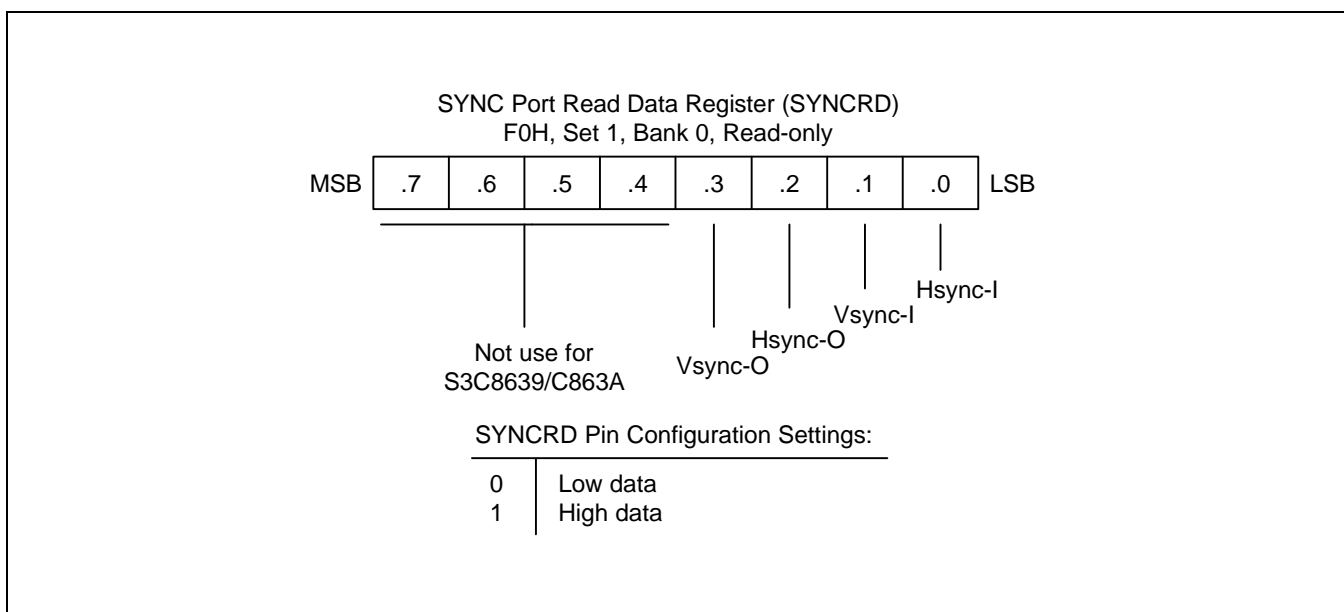 SYNC Port Read Data Register (SYNCRD)
F0H, Set 1, Bank 0, Read-only
MSB .7 .6 .5 .4 .3 .2 .1 .0 LSB
Hsync-I
Vsync-I
Hsync-O
Vsync-O
Not use for
S3C8639/C863A
SYNCRD Pin Configuration Settings:
0 Low data
1 High data